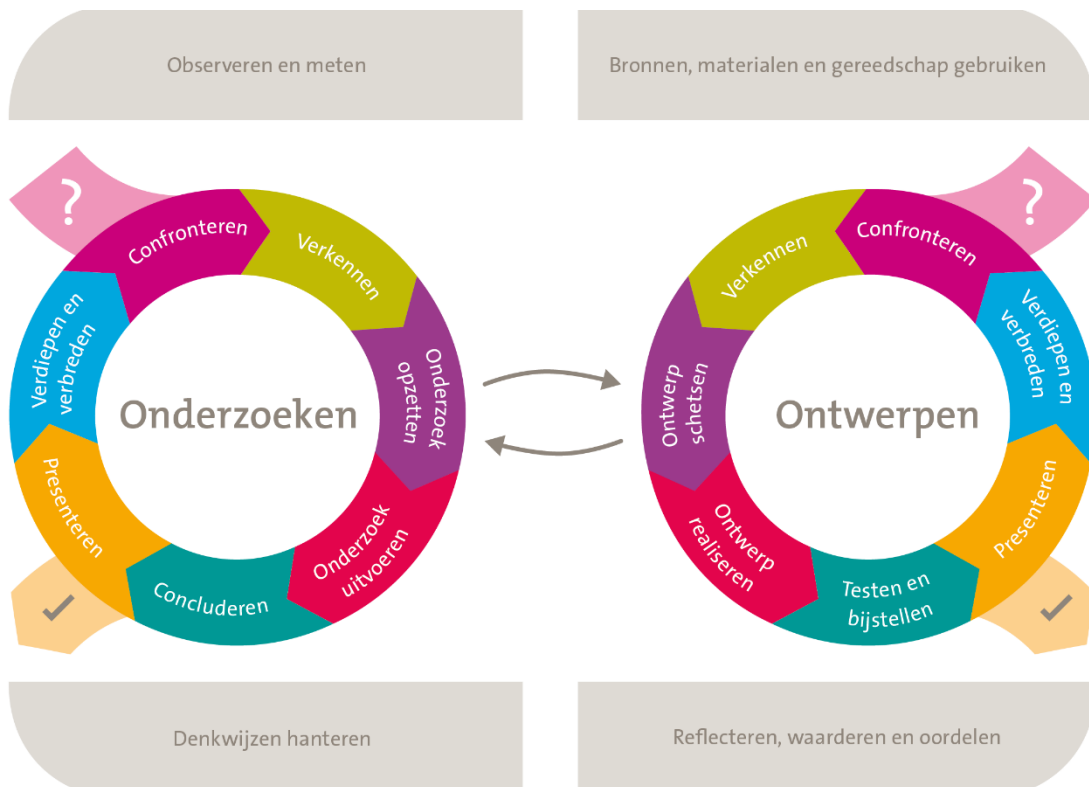 Observeren en meten
Bronnen, materialen en gereedschap gebruiken
?
Confronteren
Verkennen
Onderzoek
opzetten
Onderzoek
uitvoeren
Concluderen
Presenteren
Verdiepen en
verbreden
Onderzoeken
?
Confronteren
Verkennen
Ontwerp
schetsen
Ontwerp
realiseren
Testen en
bijstellen
Presenteren
Verdiepen en
verbreden
Ontwerpen
Denkwijzen hanteren
Reflecteren, waarderen en oordelen